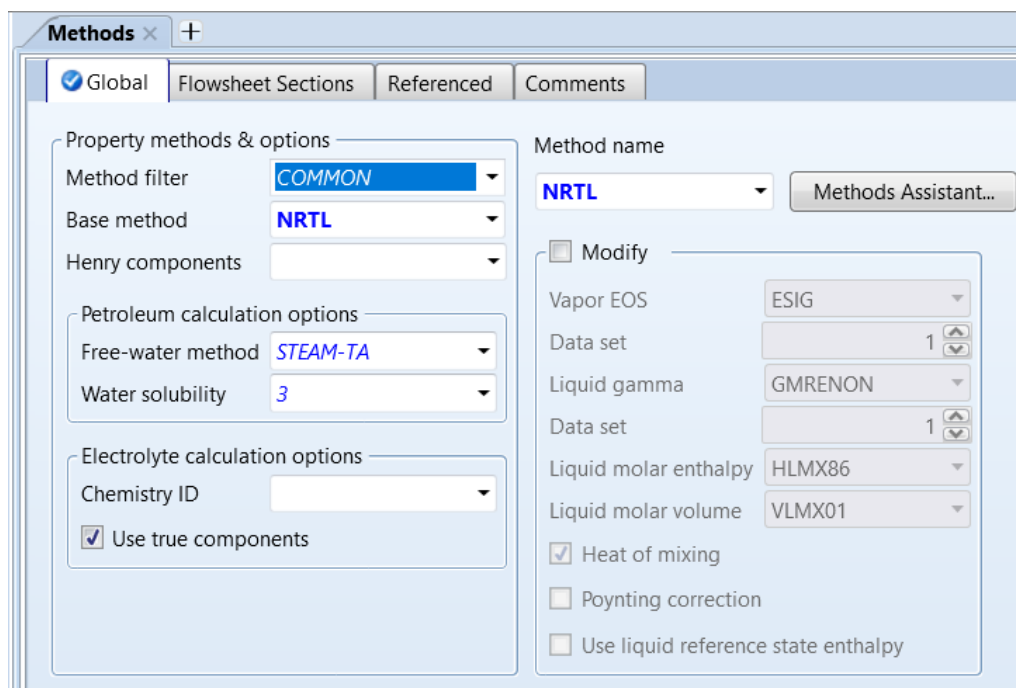 Methods
Global
Flowsheet Sections
Referenced
Comments
Property methods & options
Method filter COMMON
Base method NRTL
Henry components
Petroleum calculation options
Free-water method STEAM-TA
Water solubility 3
Electrolyte calculation options
Chemistry ID
Use true components
Method name
NRTL Methods Assistant...
Modify
Vapor EOS ESIG
Data set 1
Liquid gamma GMRENON
Data set 1
Liquid molar enthalpy HLMX86
Liquid molar volume VLMX01
Heat of mixing
Poynting correction
Use liquid reference state enthalpy